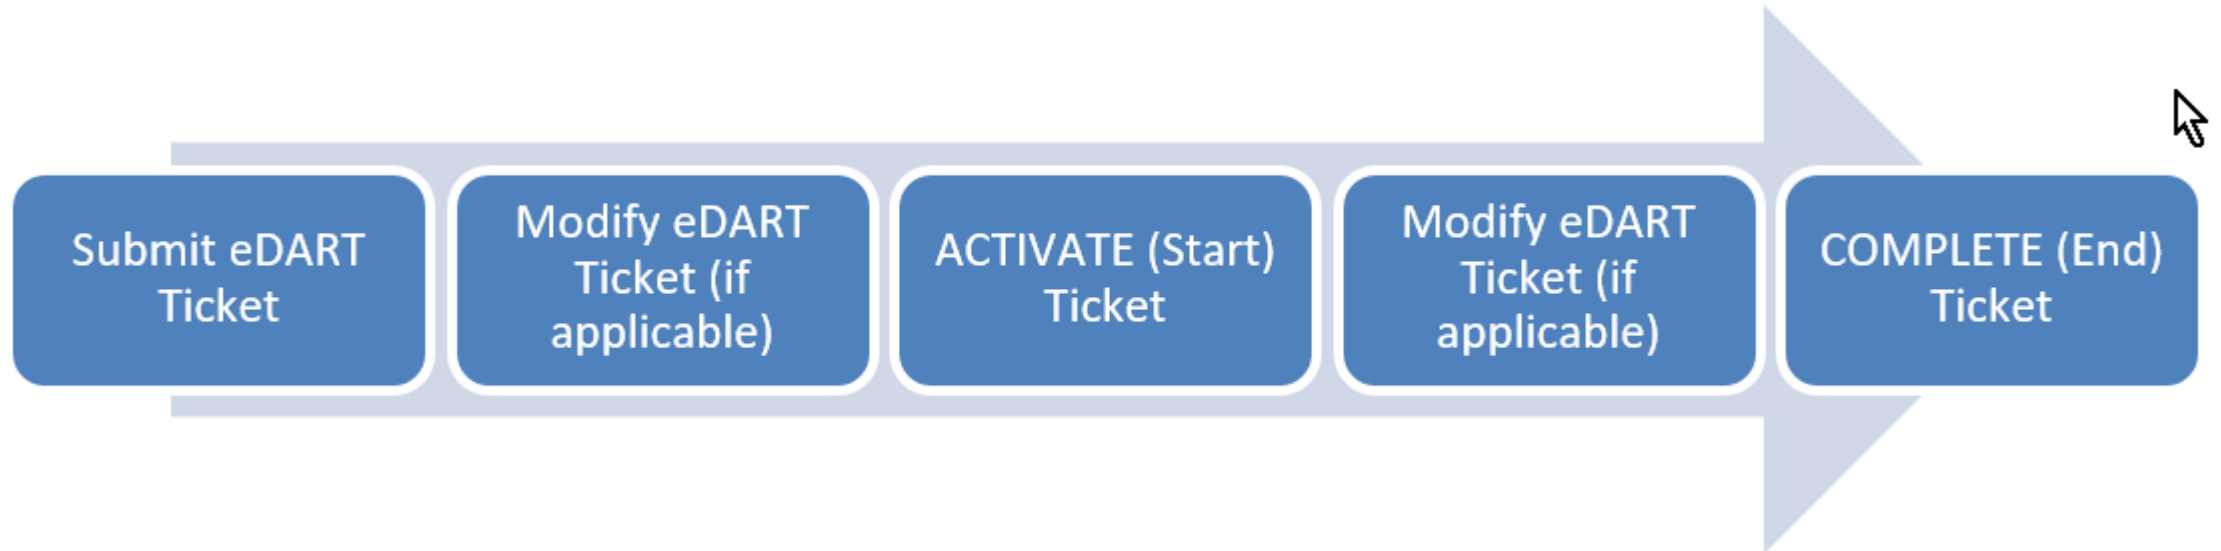 Submit eDART
Ticket
Modify eDART
Ticket (if
applicable)
ACTIVATE (Start)
Ticket
Modify eDART
Ticket (if
applicable)
COMPLETE (End)
Ticket